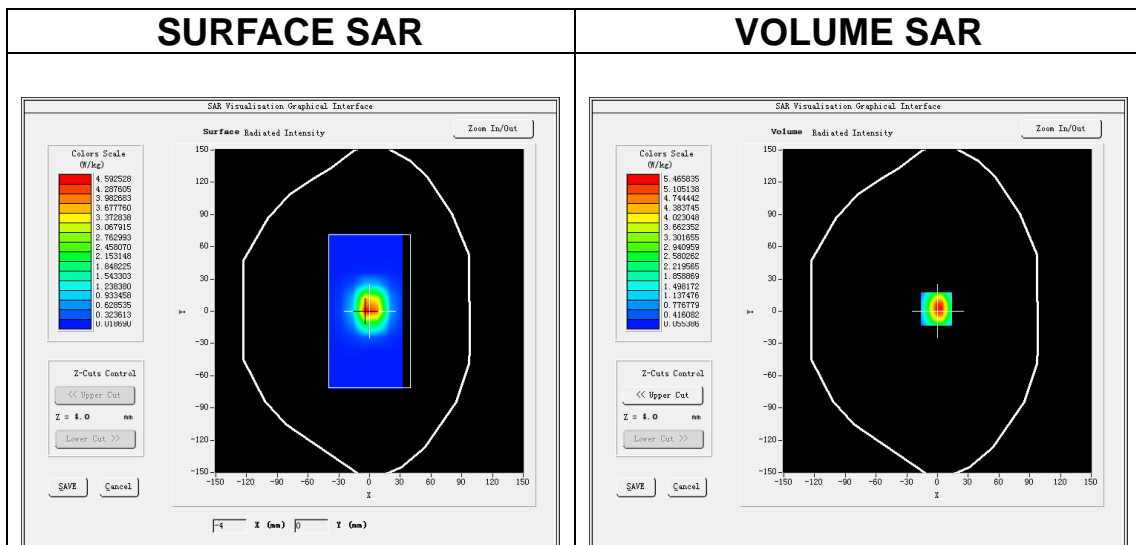 SURFACE SAR
VOLUME SAR
SAR Visualisation Graphical Interface
Surface Radiated Intensity
Zoom In/Out
Colors Scale
(W/kg)
4.592528
4.287605
3.982683
3.677760
3.372838
3.067915
2.762993
2.458070
2.153148
1.848225
1.543303
1.238380
0.933458
0.628535
0.323613
0.018690
150
120
90
60
30
0
-30
-60
-90
-120
-150
Y
-150 -120 -90 -60 -30 0 30 60 90 120 150
X
Z-Cuts Control
<< Upper Cut
Z = 4.0 mm
Lower Cut >>
SAVE Cancel
-4 X (mm) 0 Y (mm)
SAR Visualisation Graphical Interface
Volume Radiated Intensity
Zoom In/Out
Colors Scale
(W/kg)
5.465835
5.105138
4.744442
4.383745
4.023048
3.662352
3.301655
2.940959
2.580262
2.219565
1.858869
1.498172
1.137476
0.776779
0.416082
0.055386
150
120
90
60
30
0
-30
-60
-90
-120
-150
Y
-150 -120 -90 -60 -30 0 30 60 90 120 150
X
Z-Cuts Control
<< Upper Cut
Z = 4.0 mm
Lower Cut >>
SAVE Cancel